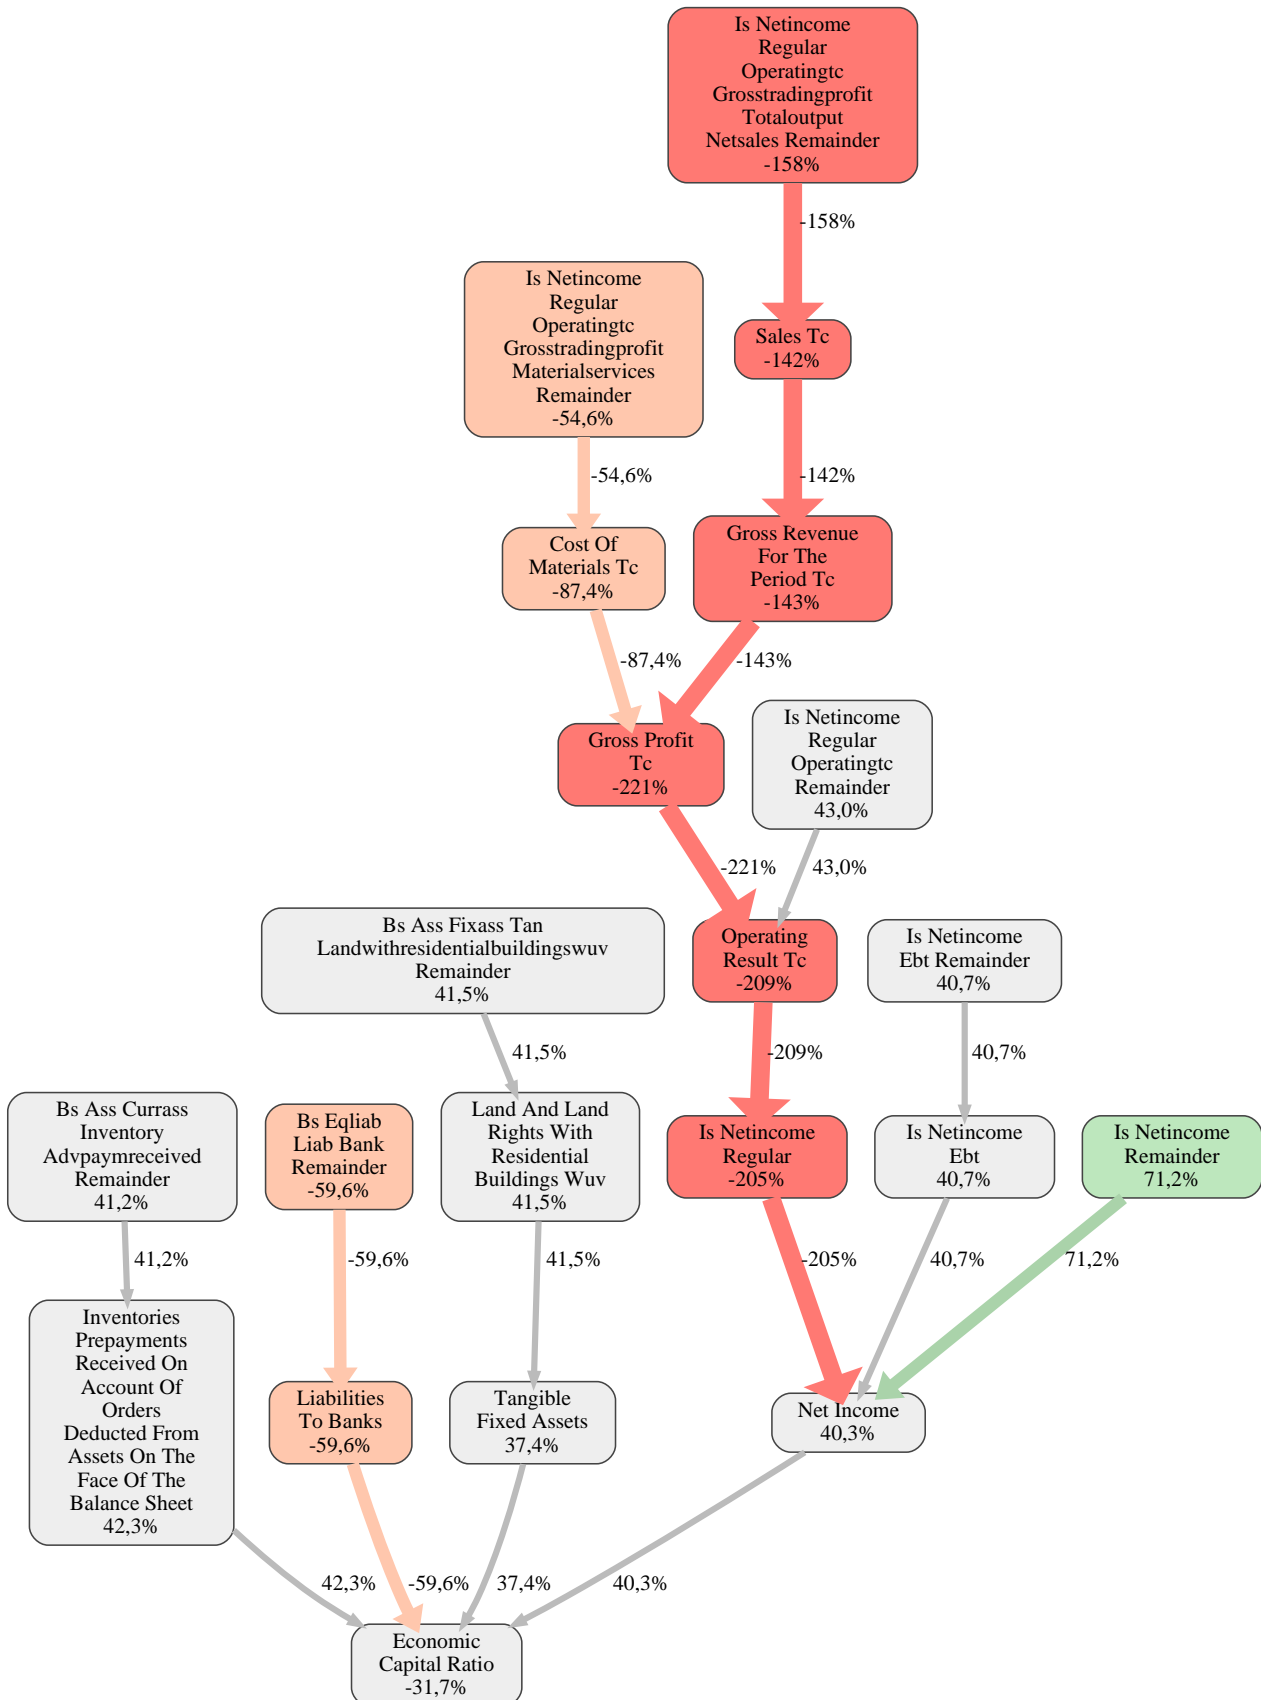 Is Netincome
Regular
Operatingtc
Grosstradingprofit
Totaloutput
Netsales Remainder
-158%
-158%
Is Netincome
Regular
Operatingtc
Grosstradingprofit
Materialservices
Remainder
-54,6%
Sales Tc
-142%
-54,6%
-142%
Cost Of
Materials Tc
-87,4%
Gross Revenue
For The
Period Tc
-143%
-87,4%
-143%
Gross Profit
Tc
-221%
Is Netincome
Regular
Operatingtc
Remainder
43,0%
-221%
43,0%
Bs Ass Fixass Tan
Landwithresidentialbuildingswuv
Remainder
41,5%
Operating
Result Tc
-209%
Is Netincome
Ebt Remainder
40,7%
41,5%
-209%
40,7%
Bs Ass Currass
Inventory
Advpaymreceived
Remainder
41,2%
Bs Eqliab
Liab Bank
Remainder
-59,6%
Land And Land
Rights With
Residential
Buildings Wuv
41,5%
Is Netincome
Regular
-205%
Is Netincome
Ebt
40,7%
Is Netincome
Remainder
71,2%
41,2%
-59,6%
41,5%
-205%
40,7%
71,2%
Inventories
Prepayments
Received On
Account Of
Orders
Deducted From
Assets On The
Face Of The
Balance Sheet
42,3%
Liabilities
To Banks
-59,6%
Tangible
Fixed Assets
37,4%
Net Income
40,3%
42,3%
-59,6%
37,4%
40,3%
Economic
Capital Ratio
-31,7%